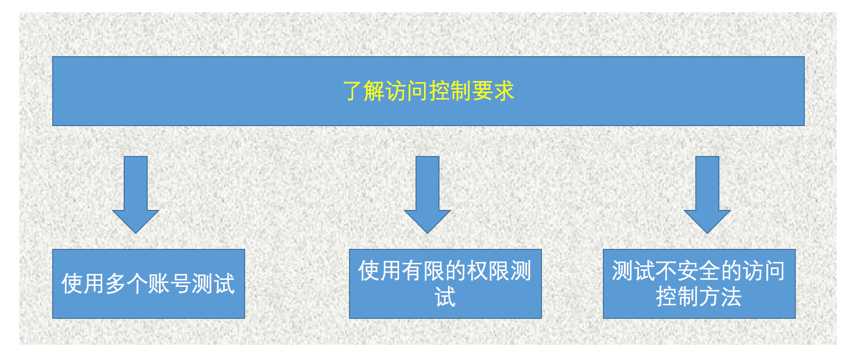 了解访问控制要求
使用多个账号测试
使用有限的权限测
试
测试不安全的访问
控制方法